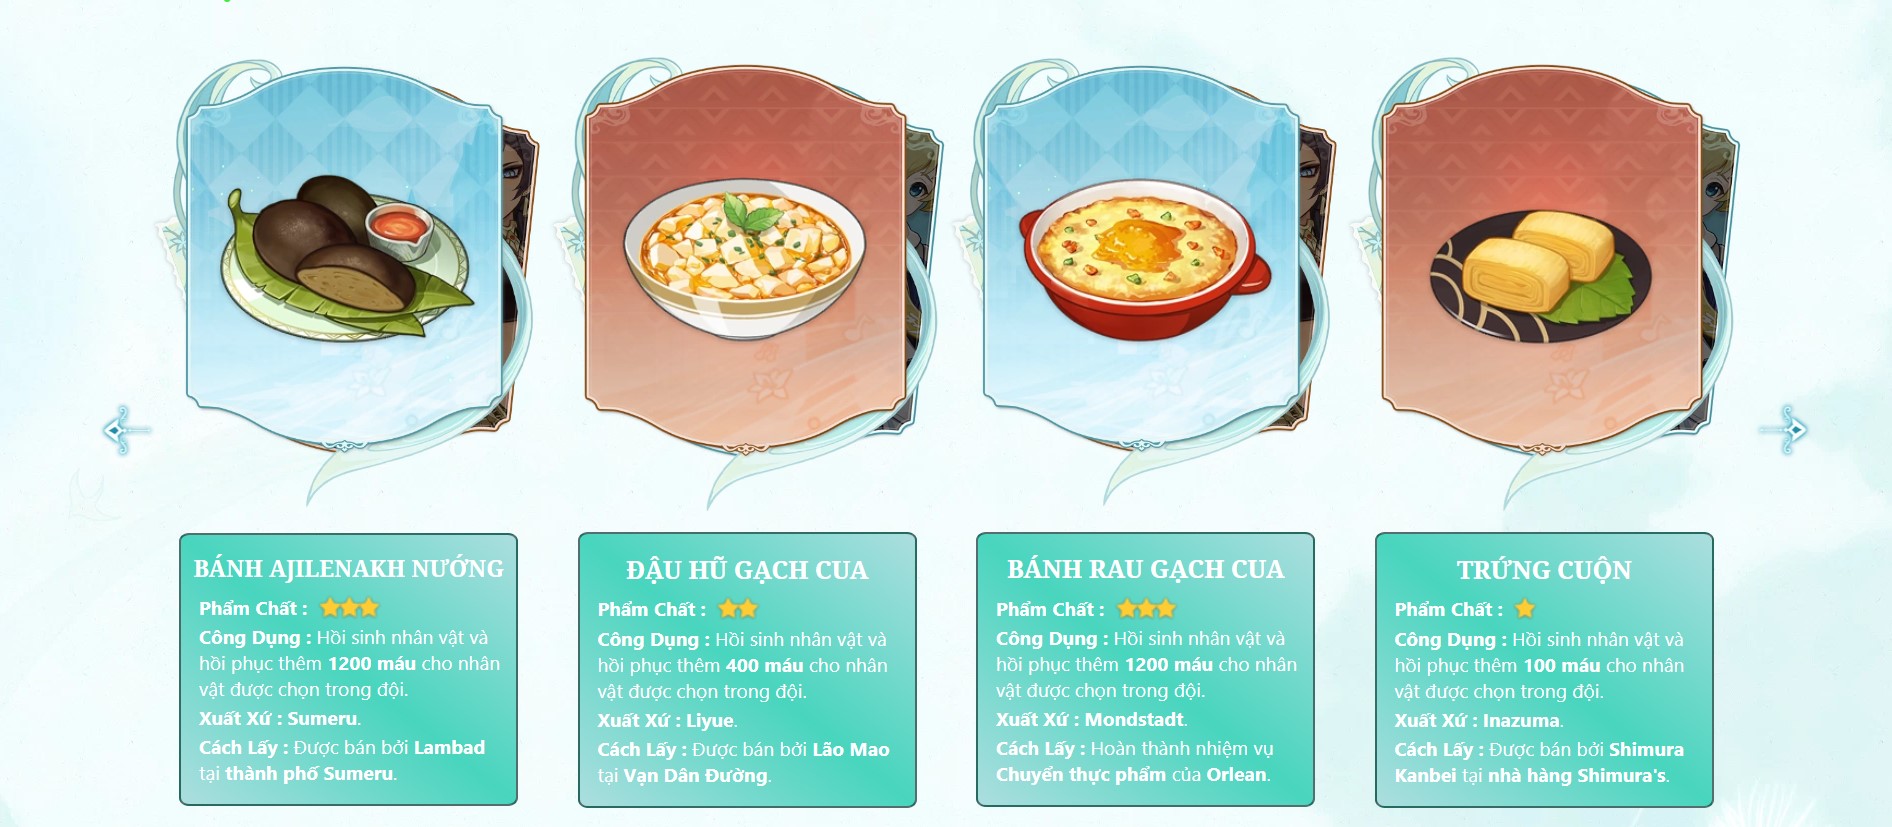 BÁNH AJILENAKH NƯỚNG
Phẩm Chất :
Công Dụng : Hồi sinh nhân vật và
hồi phục thêm 1200 máu cho nhân
vật được chọn trong đội.
Xuất Xứ : Sumeru.
Cách Lấy : Được bán bởi Lambad
tại thành phố Sumeru.
ĐẬU HŨ GẠCH CUA
Phẩm Chất :
Công Dụng : Hồi sinh nhân vật và
hồi phục thêm 400 máu cho nhân
vật được chọn trong đội.
Xuất Xứ : Liyue.
Cách Lấy : Được bán bởi Lão Mao
tại Vạn Dân Đường.
BÁNH RAU GẠCH CUA
Phẩm Chất :
Công Dụng : Hồi sinh nhân vật và
hồi phục thêm 1200 máu cho nhân
vật được chọn trong đội.
Xuất Xứ : Mondstadt.
Cách Lấy : Hoàn thành nhiệm vụ
Chuyển thực phẩm của Orlean.
TRỨNG CUỘN
Phẩm Chất :
Công Dụng : Hồi sinh nhân vật và
hồi phục thêm 100 máu cho nhân
vật được chọn trong đội.
Xuất Xứ : Inazuma.
Cách Lấy : Được bán bởi Shimura
Kanbei tại nhà hàng Shimura's.